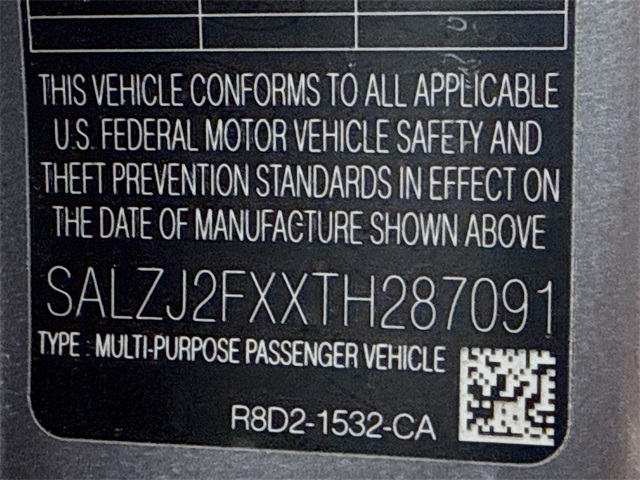 THIS VEHICLE CONFORMS TO ALL APPLICABLE
U.S. FEDERAL MOTOR VEHICLE SAFETY AND
THEFT PREVENTION STANDARDS IN EFFECT ON
THE DATE OF MANUFACTURE SHOWN ABOVE
SALZJ2FXXTH287091
TYPE : MULTI-PURPOSE PASSENGER VEHICLE
R8D2-1532-CA